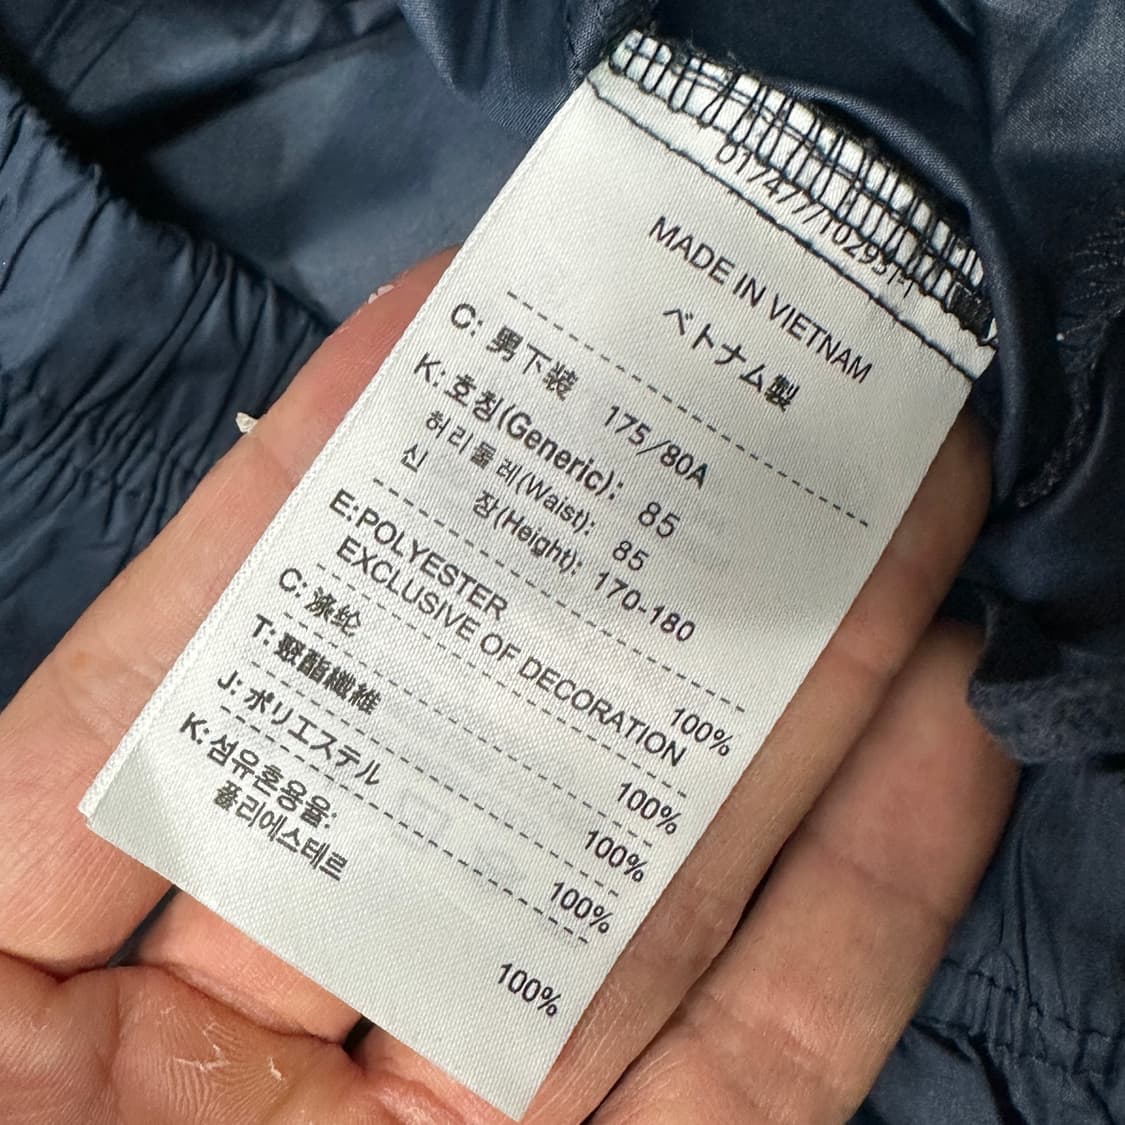 MADE IN VIETNAM
ベトナム製
C: 男下装 175/80A
K: 호칭(Generic): 85
허리둘레(Waist): 85
신 장(Height): 170-180
E:POLYESTER 100%
EXCLUSIVE OF DECORATION
C: 涤纶 100%
T: 聚酯纖維 100%
J: ポリエステル 100%
K: 섬유혼용율:
폴리에스테르 100%